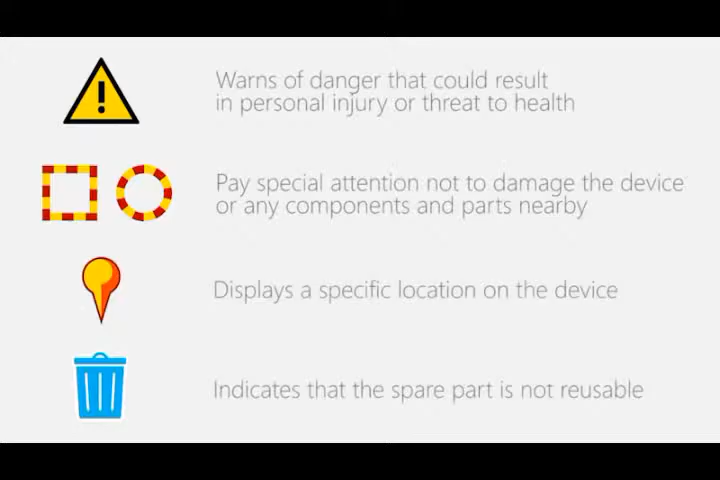 Warns of danger that could result
in personal injury or threat to health
Pay special attention not to damage the device
or any components and parts nearby
Displays a specific location on the device
Indicates that the spare part is not reusable